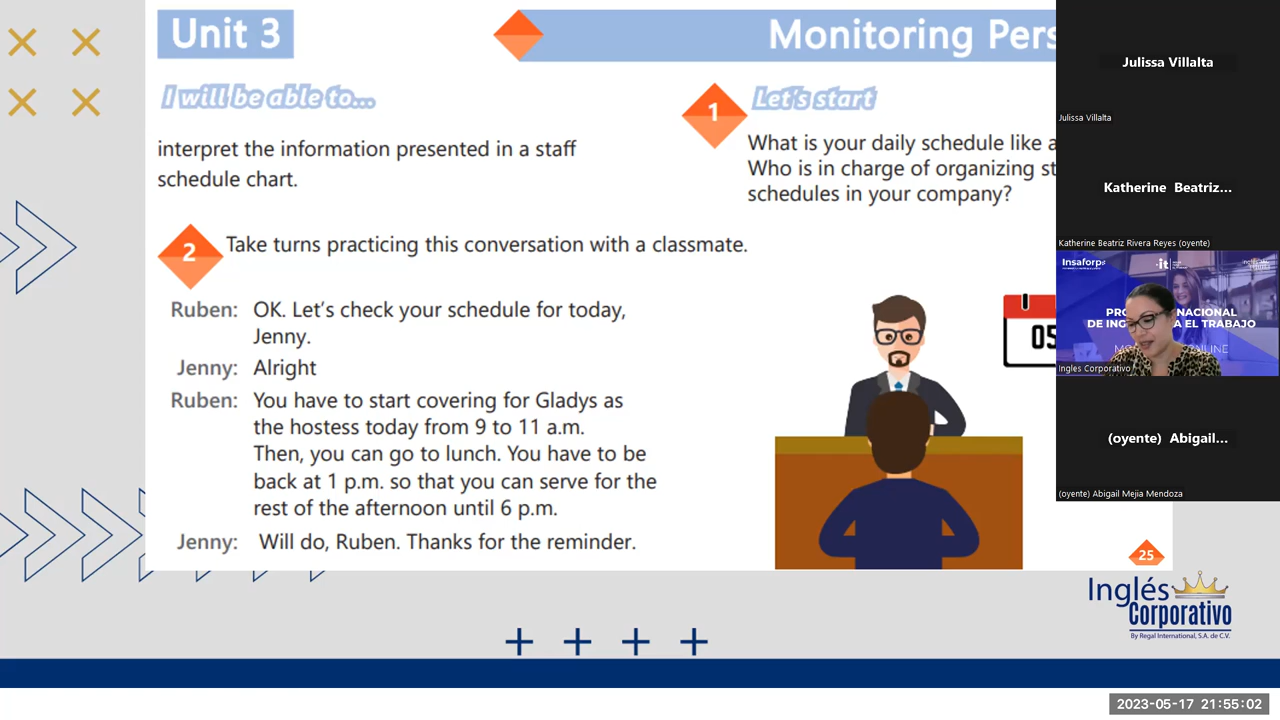 Unit 3
Monitoring Pers
I will be able to...
interpret the information presented in a staff
schedule chart.
1
Let's start
What is your daily schedule like a
Who is in charge of organizing st
schedules in your company?
2
Take turns practicing this conversation with a classmate.
Ruben: OK. Let's check your schedule for today,
Jenny.
Jenny: Alright
Ruben: You have to start covering for Gladys as
the hostess today from 9 to 11 a.m.
Then, you can go to lunch. You have to be
back at 1 p.m. so that you can serve for the
rest of the afternoon until 6 p.m.
Jenny: Will do, Ruben. Thanks for the reminder.
05
25
Inglés
Corporativo
By Regal International, S.A. de C.V.
Julissa Villalta
Julissa Villalta
Katherine Beatriz...
Katherine Beatriz Rivera Reyes (oyente)
Insaforp
it
NACIONAL
A EL TRABAJO
Ingles Corporativo
(oyente) Abigail...
(oyente) Abigail Mejia Mendoza
2023-05-17 21:55:02